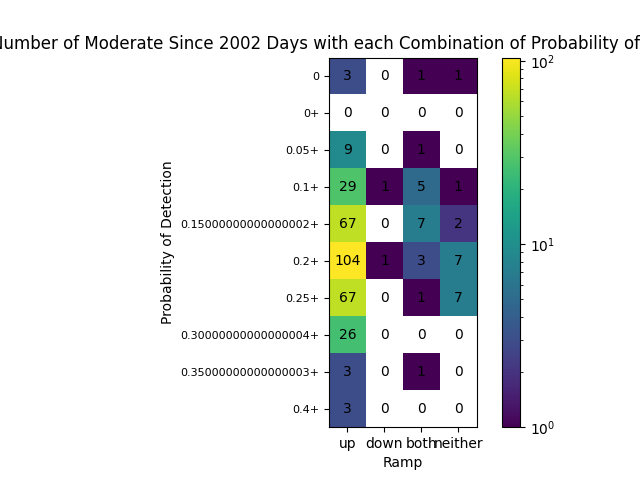 Number of Moderate Since 2002 Days with each Combination of Probability of
Probability of Detection
0 3 0 1 1
0+ 0 0 0 0
0.05+ 9 0 1 0
0.1+ 29 1 5 1
0.15000000000000002+ 67 0 7 2
0.2+ 104 1 3 7
0.25+ 67 0 1 7
0.30000000000000004+ 26 0 0 0
0.35000000000000003+ 3 0 1 0
0.4+ 3 0 0 0
up down both neither
Ramp
10^2
10^1
10^0